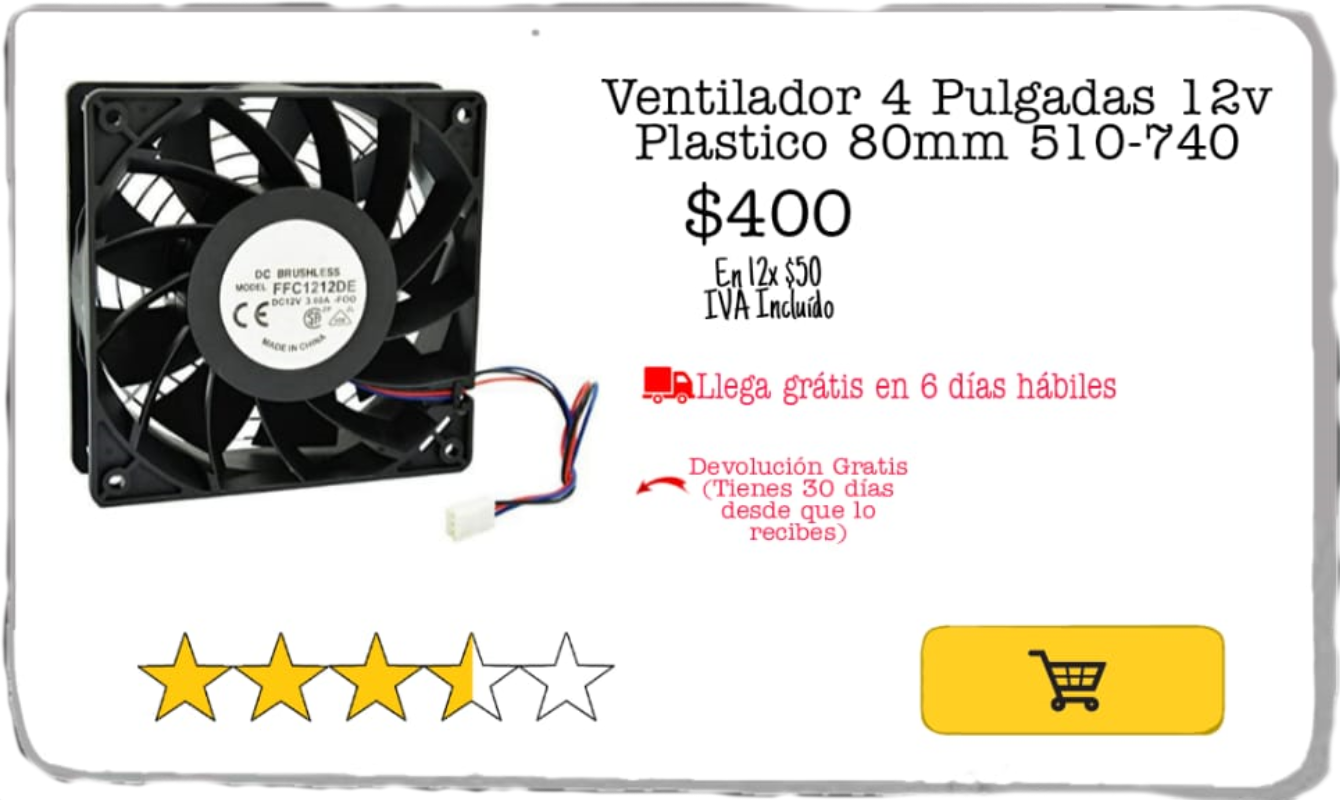 Ventilador 4 Pulgadas 12v
Plastico 80mm 510-740
$400
En 12x $50
IVA Incluído
DC BRUSHLESS
MODEL FFC1212DE
DC12V 3.00A -F00
CE
MADE IN CHINA
Llega grátis en 6 días hábiles
Devolución Gratis
(Tienes 30 días
desde que lo
recibes)